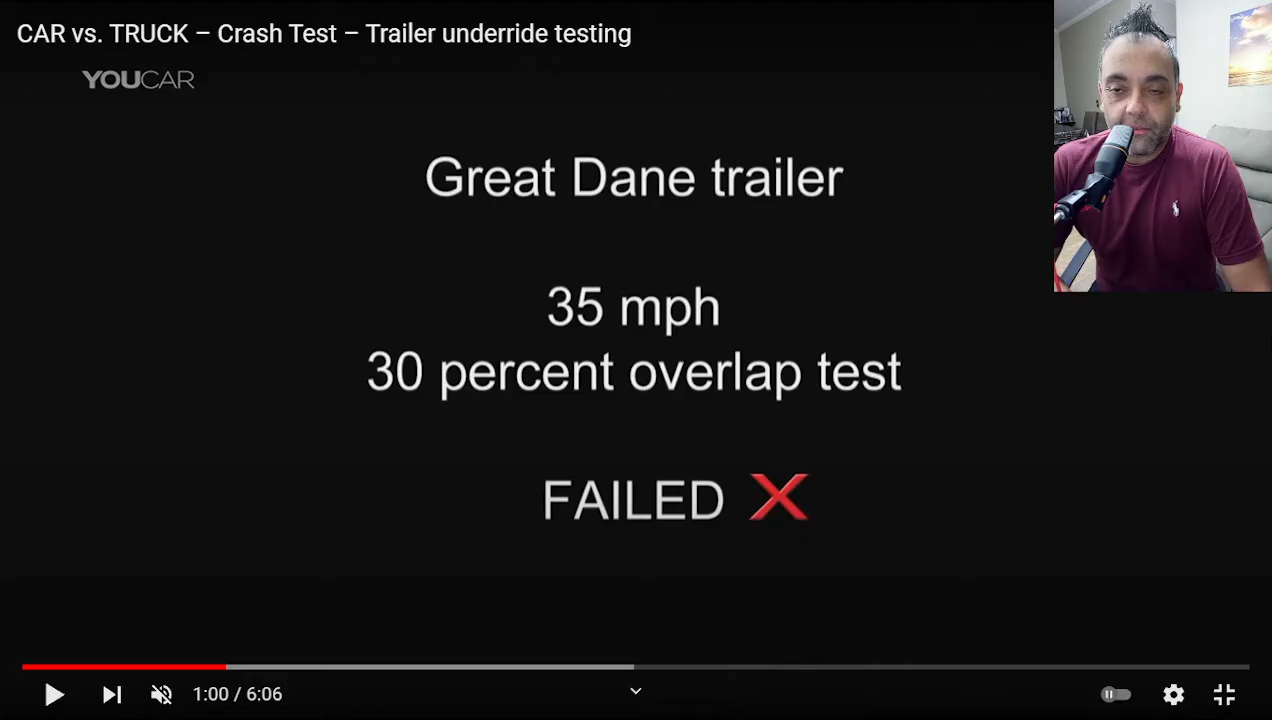 CAR vs. TRUCK – Crash Test – Trailer underride testing
YOUCAR
Great Dane trailer
35 mph
30 percent overlap test
FAILED
1:00 / 6:06